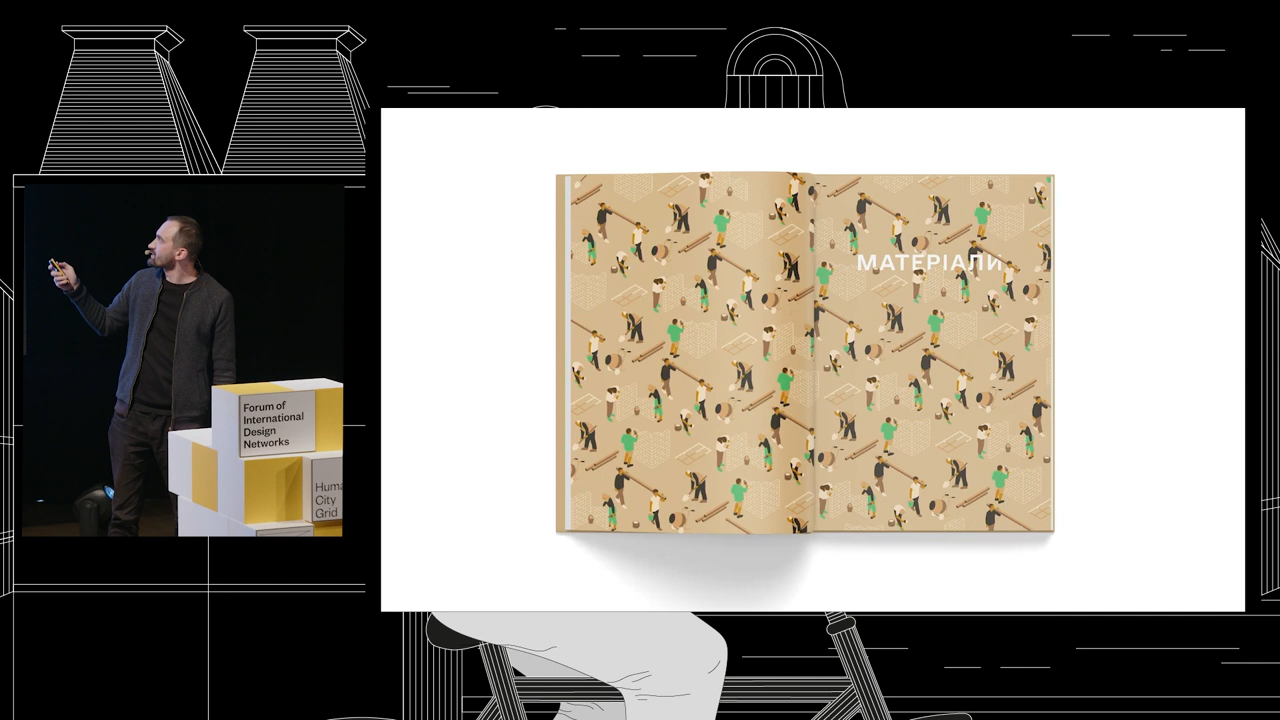 МАТЕРІАЛИ
Forum of
International
Design
Networks
Huma
City
Grid